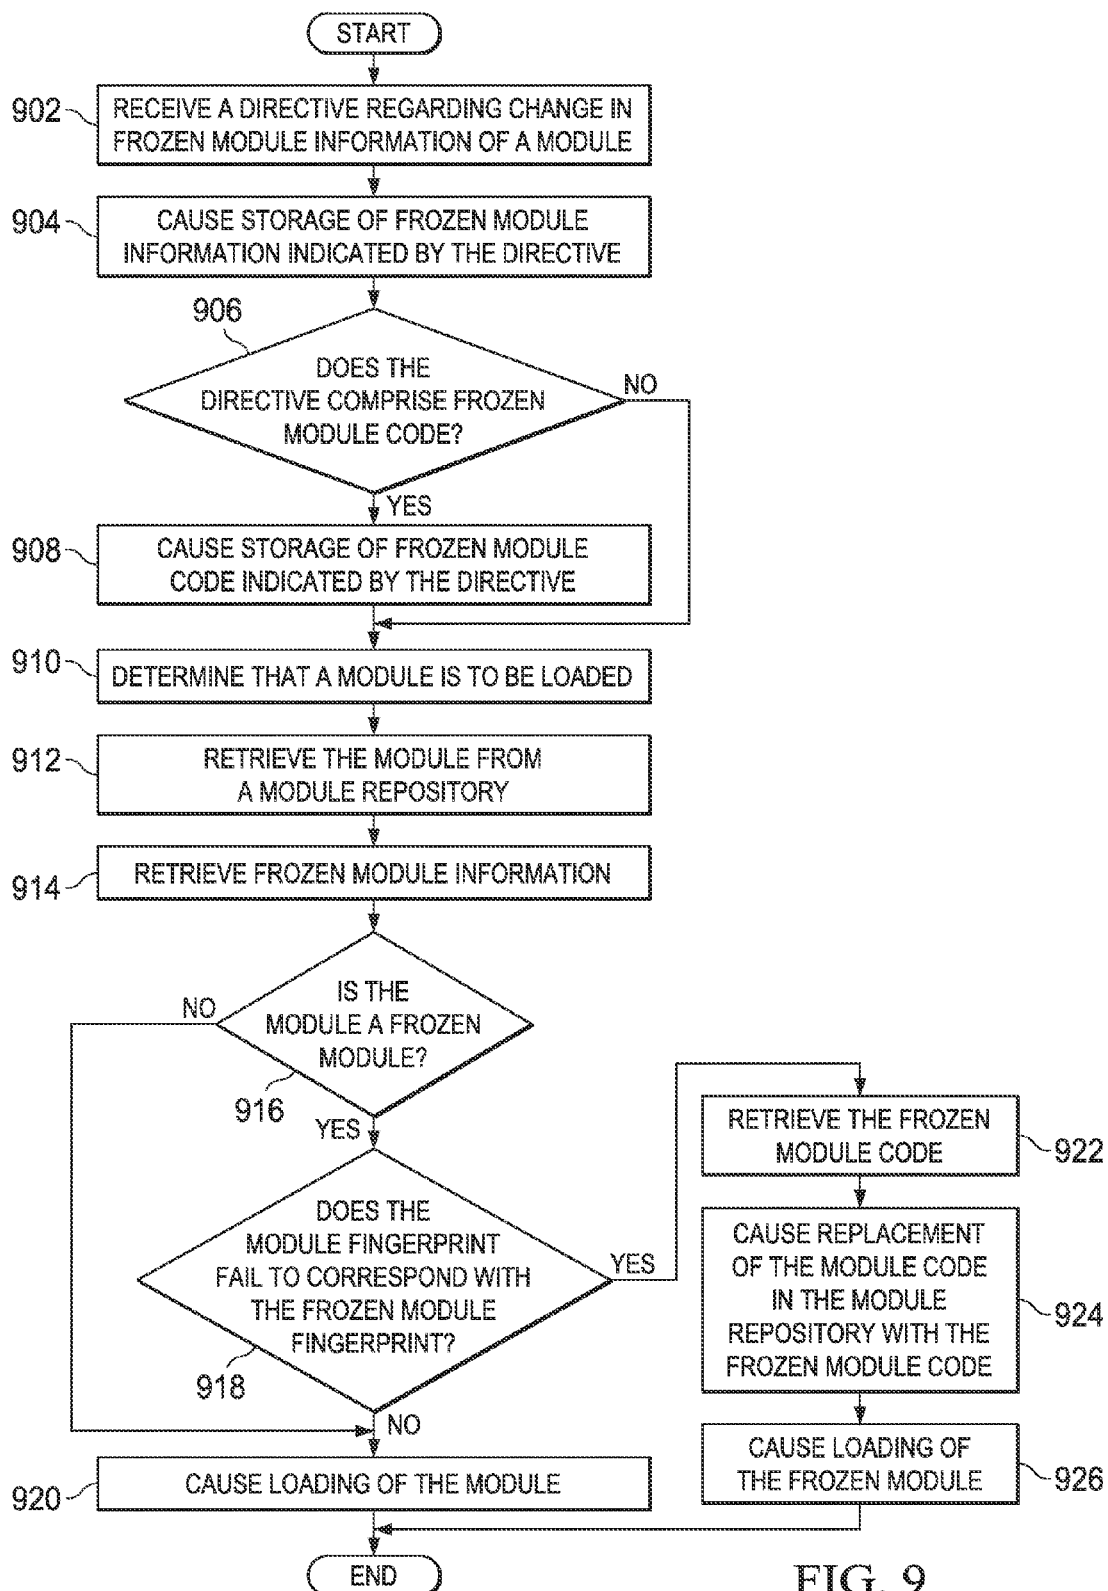 START
902
RECEIVE A DIRECTIVE REGARDING CHANGE IN
FROZEN MODULE INFORMATION OF A MODULE
904
CAUSE STORAGE OF FROZEN MODULE
INFORMATION INDICATED BY THE DIRECTIVE
906
DOES THE
DIRECTIVE COMPRISE FROZEN
MODULE CODE?
NO
YES
908
CAUSE STORAGE OF FROZEN MODULE
CODE INDICATED BY THE DIRECTIVE
910
DETERMINE THAT A MODULE IS TO BE LOADED
912
RETRIEVE THE MODULE FROM
A MODULE REPOSITORY
914
RETRIEVE FROZEN MODULE INFORMATION
NO
IS THE
MODULE A FROZEN
MODULE?
916
YES
DOES THE
MODULE FINGERPRINT
FAIL TO CORRESPOND WITH
THE FROZEN MODULE
FINGERPRINT?
918
YES
NO
RETRIEVE THE FROZEN
MODULE CODE
922
CAUSE REPLACEMENT
OF THE MODULE CODE
IN THE MODULE
REPOSITORY WITH THE
FROZEN MODULE CODE
924
CAUSE LOADING OF
THE FROZEN MODULE
926
920
CAUSE LOADING OF THE MODULE
END
FIG. 9